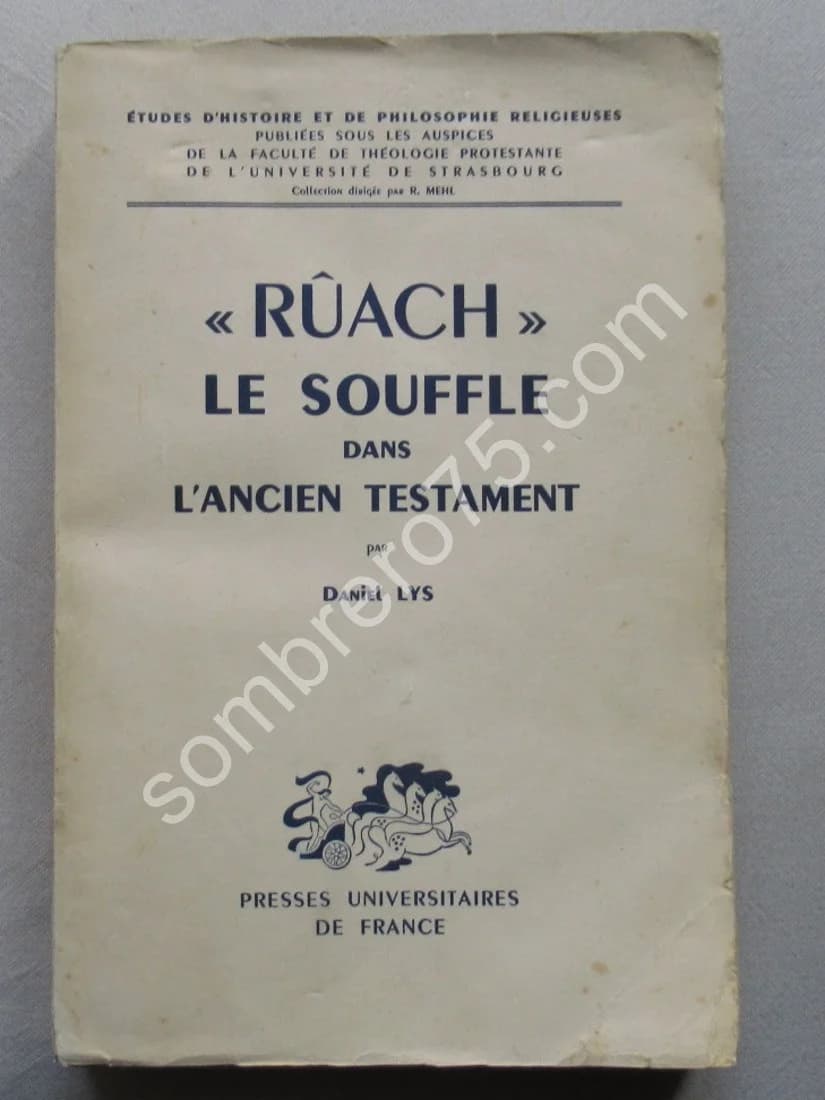 ÉTUDES D'HISTOIRE ET DE PHILOSOPHIE RELIGIEUSES
PUBLIÉES SOUS LES AUSPICES
DE LA FACULTÉ DE THÉOLOGIE PROTESTANTE
DE L'UNIVERSITÉ DE STRASBOURG
Collection dirigée par R. MEHL
« RÛACH »
LE SOUFFLE
DANS
L'ANCIEN TESTAMENT
par
Daniel LYS
sombrero75.com
PRESSES UNIVERSITAIRES
DE FRANCE